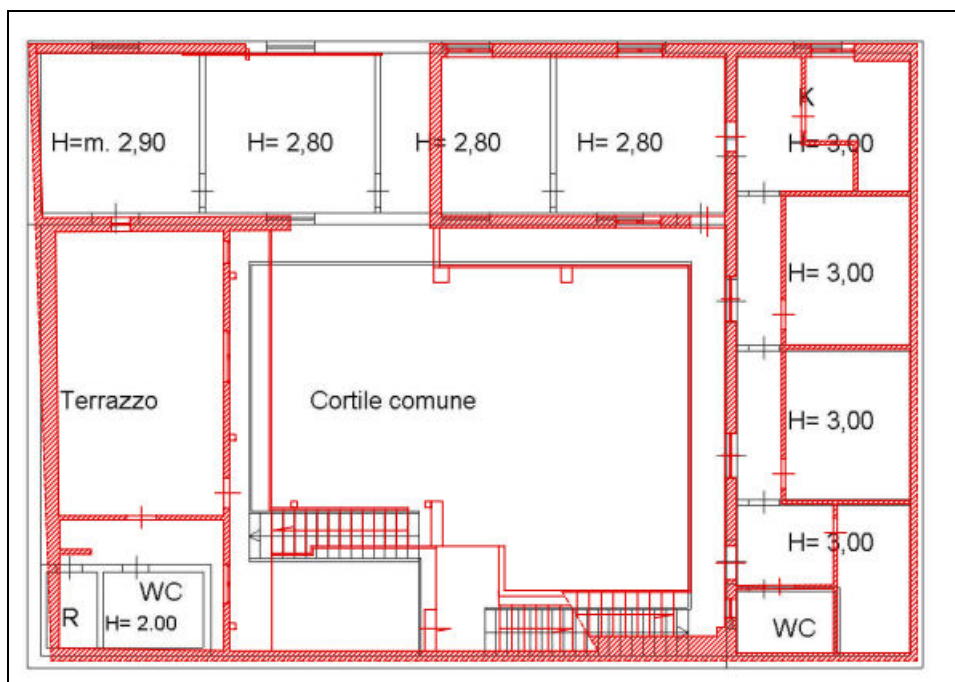 K
H=m. 2,90
H= 2,80
H= 2,80
H= 2,80
H= 3,00
H= 3,00
Terrazzo
Cortile comune
H= 3,00
H= 3,00
WC
R
H= 2.00
WC